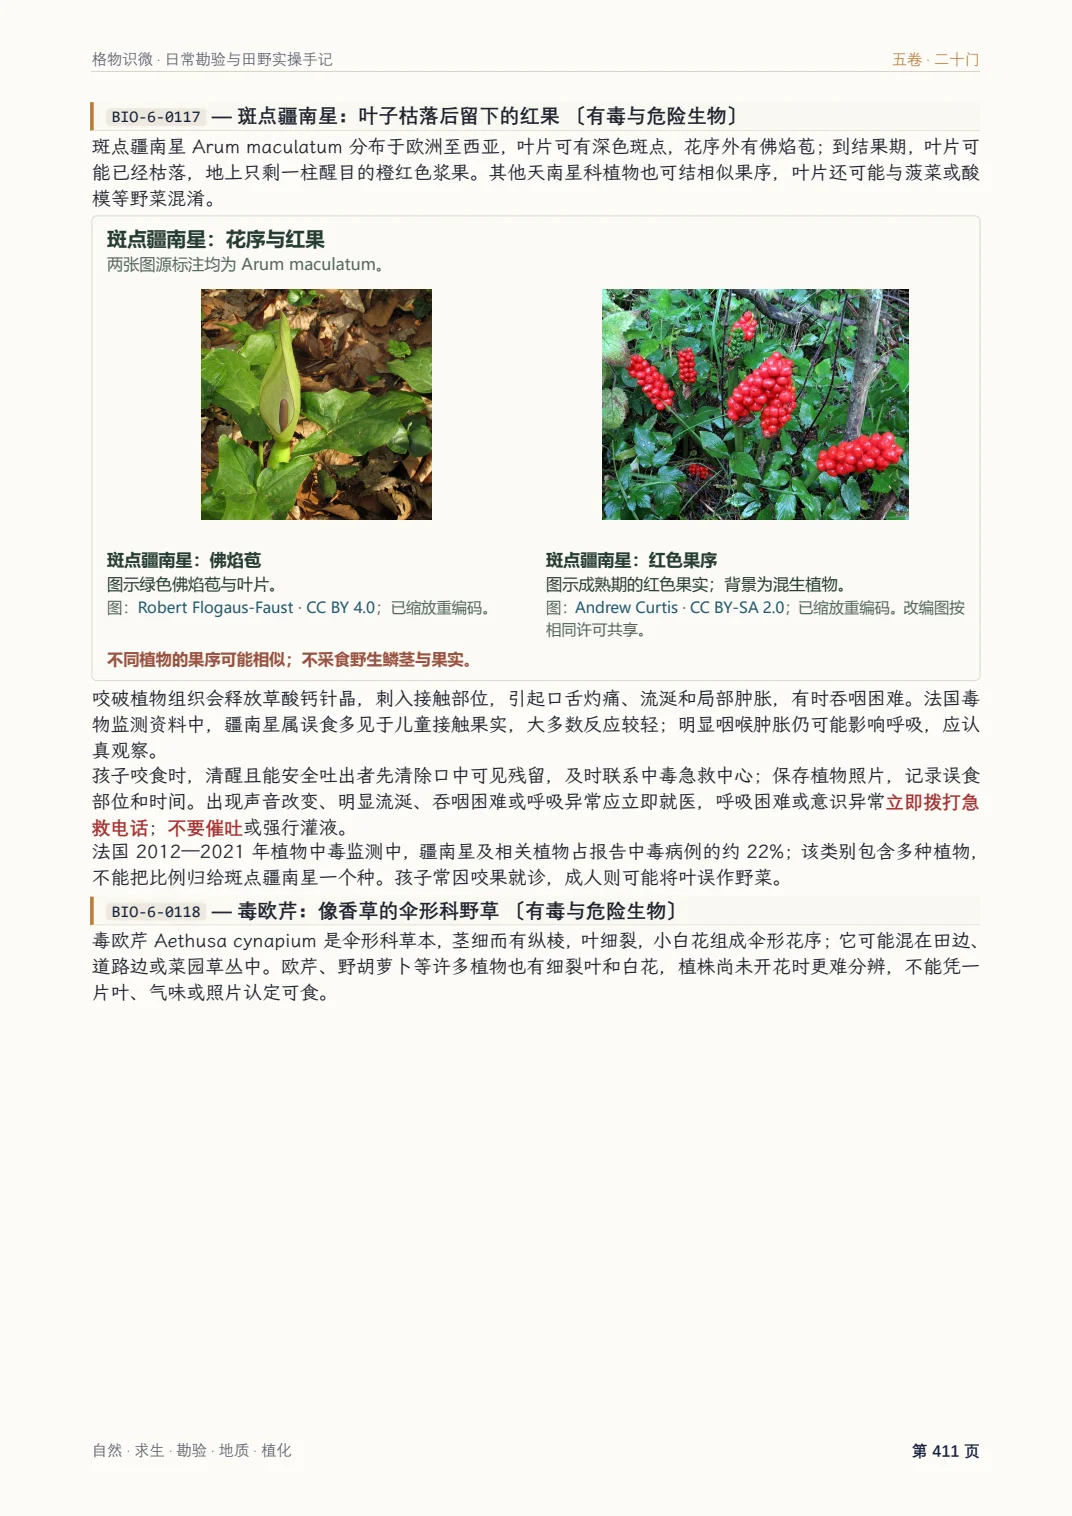 格物识微 · 日常勘验与田野实操手记
五卷 · 二十门
BIO-6-0117 — 斑点疆南星：叶子枯落后留下的红果 〔有毒与危险生物〕
斑点疆南星 Arum maculatum 分布于欧洲至西亚，叶片可有深色斑点，花序外有佛焰苞；到结果期，叶片可
能已经枯落，地上只剩一柱醒目的橙红色浆果。其他天南星科植物也可结相似果序，叶片还可能与菠菜或酸
模等野菜混淆。
斑点疆南星：花序与红果
两张图源标注均为 Arum maculatum。
斑点疆南星：佛焰苞
图示绿色佛焰苞与叶片。
图：Robert Flogaus-Faust · CC BY 4.0；已缩放重编码。
斑点疆南星：红色果序
图示成熟期的红色果实；背景为混生植物。
图：Andrew Curtis · CC BY-SA 2.0；已缩放重编码。改编图按
相同许可共享。
不同植物的果序可能相似；不采食野生鳞茎与果实。
咬破植物组织会释放草酸钙针晶，刺入接触部位，引起口舌灼痛、流涎和局部肿胀，有时吞咽困难。法国毒
物监测资料中，疆南星属误食多见于儿童接触果实，大多数反应较轻；明显咽喉肿胀仍可能影响呼吸，应认
真观察。
孩子咬食时，清醒且能安全吐出者先清除口中可见残留，及时联系中毒急救中心；保存植物照片，记录误食
部位和时间。出现声音改变、明显流涎、吞咽困难或呼吸异常应立即就医，呼吸困难或意识异常立即拨打急
救电话；不要催吐或强行灌液。
法国 2012—2021 年植物中毒监测中，疆南星及相关植物占报告中毒病例的约 22%；该类别包含多种植物，
不能把比例归给斑点疆南星一个种。孩子常因咬果就诊，成人则可能将叶误作野菜。
BIO-6-0118 — 毒欧芹：像香草的伞形科野草 〔有毒与危险生物〕
毒欧芹 Aethusa cynapium 是伞形科草本，茎细而有纵棱，叶细裂，小白花组成伞形花序；它可能混在田边、
道路边或菜园草丛中。欧芹、野胡萝卜等许多植物也有细裂叶和白花，植株尚未开花时更难分辨，不能凭一
片叶、气味或照片认定可食。
自然 · 求生 · 勘验 · 地质 · 植化
第 411 页